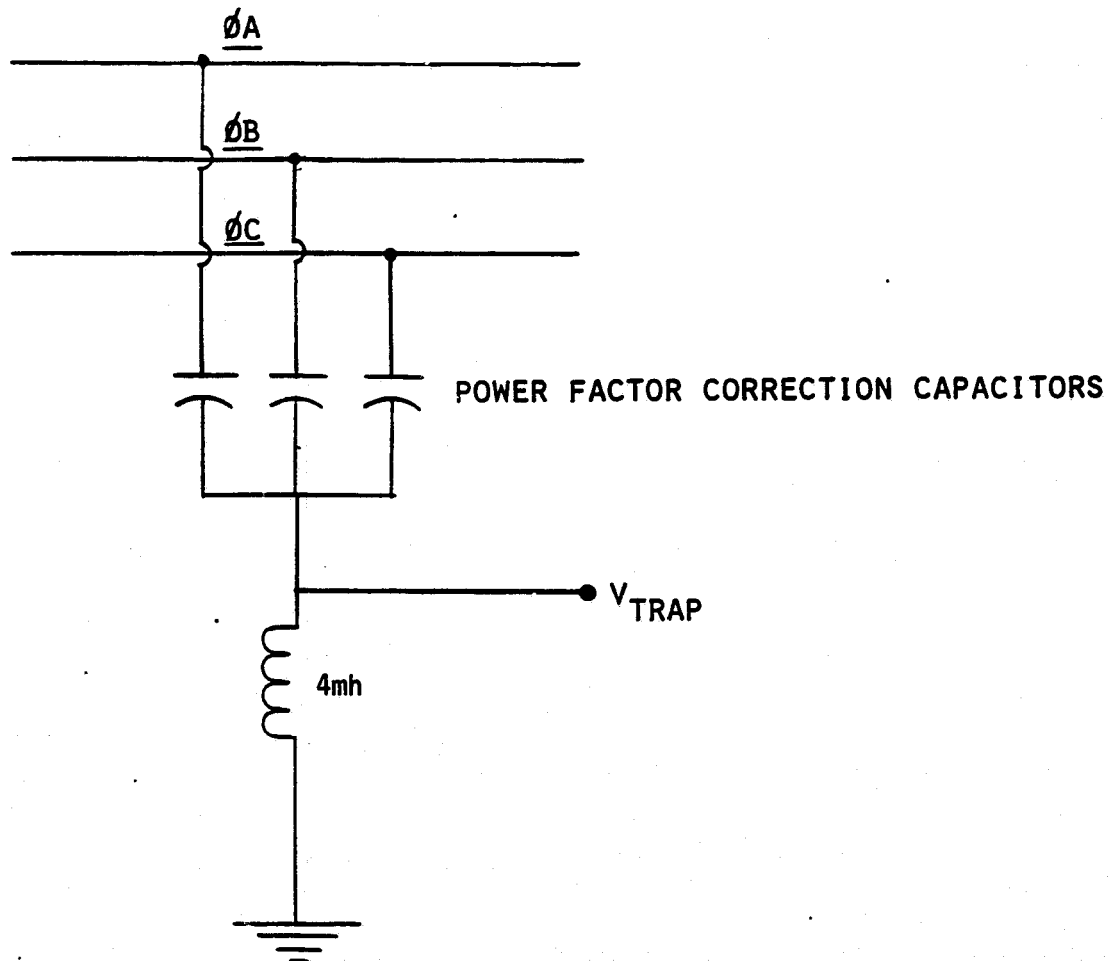 ØA
ØB
ØC
POWER FACTOR CORRECTION CAPACITORS
VTRAP
4mh